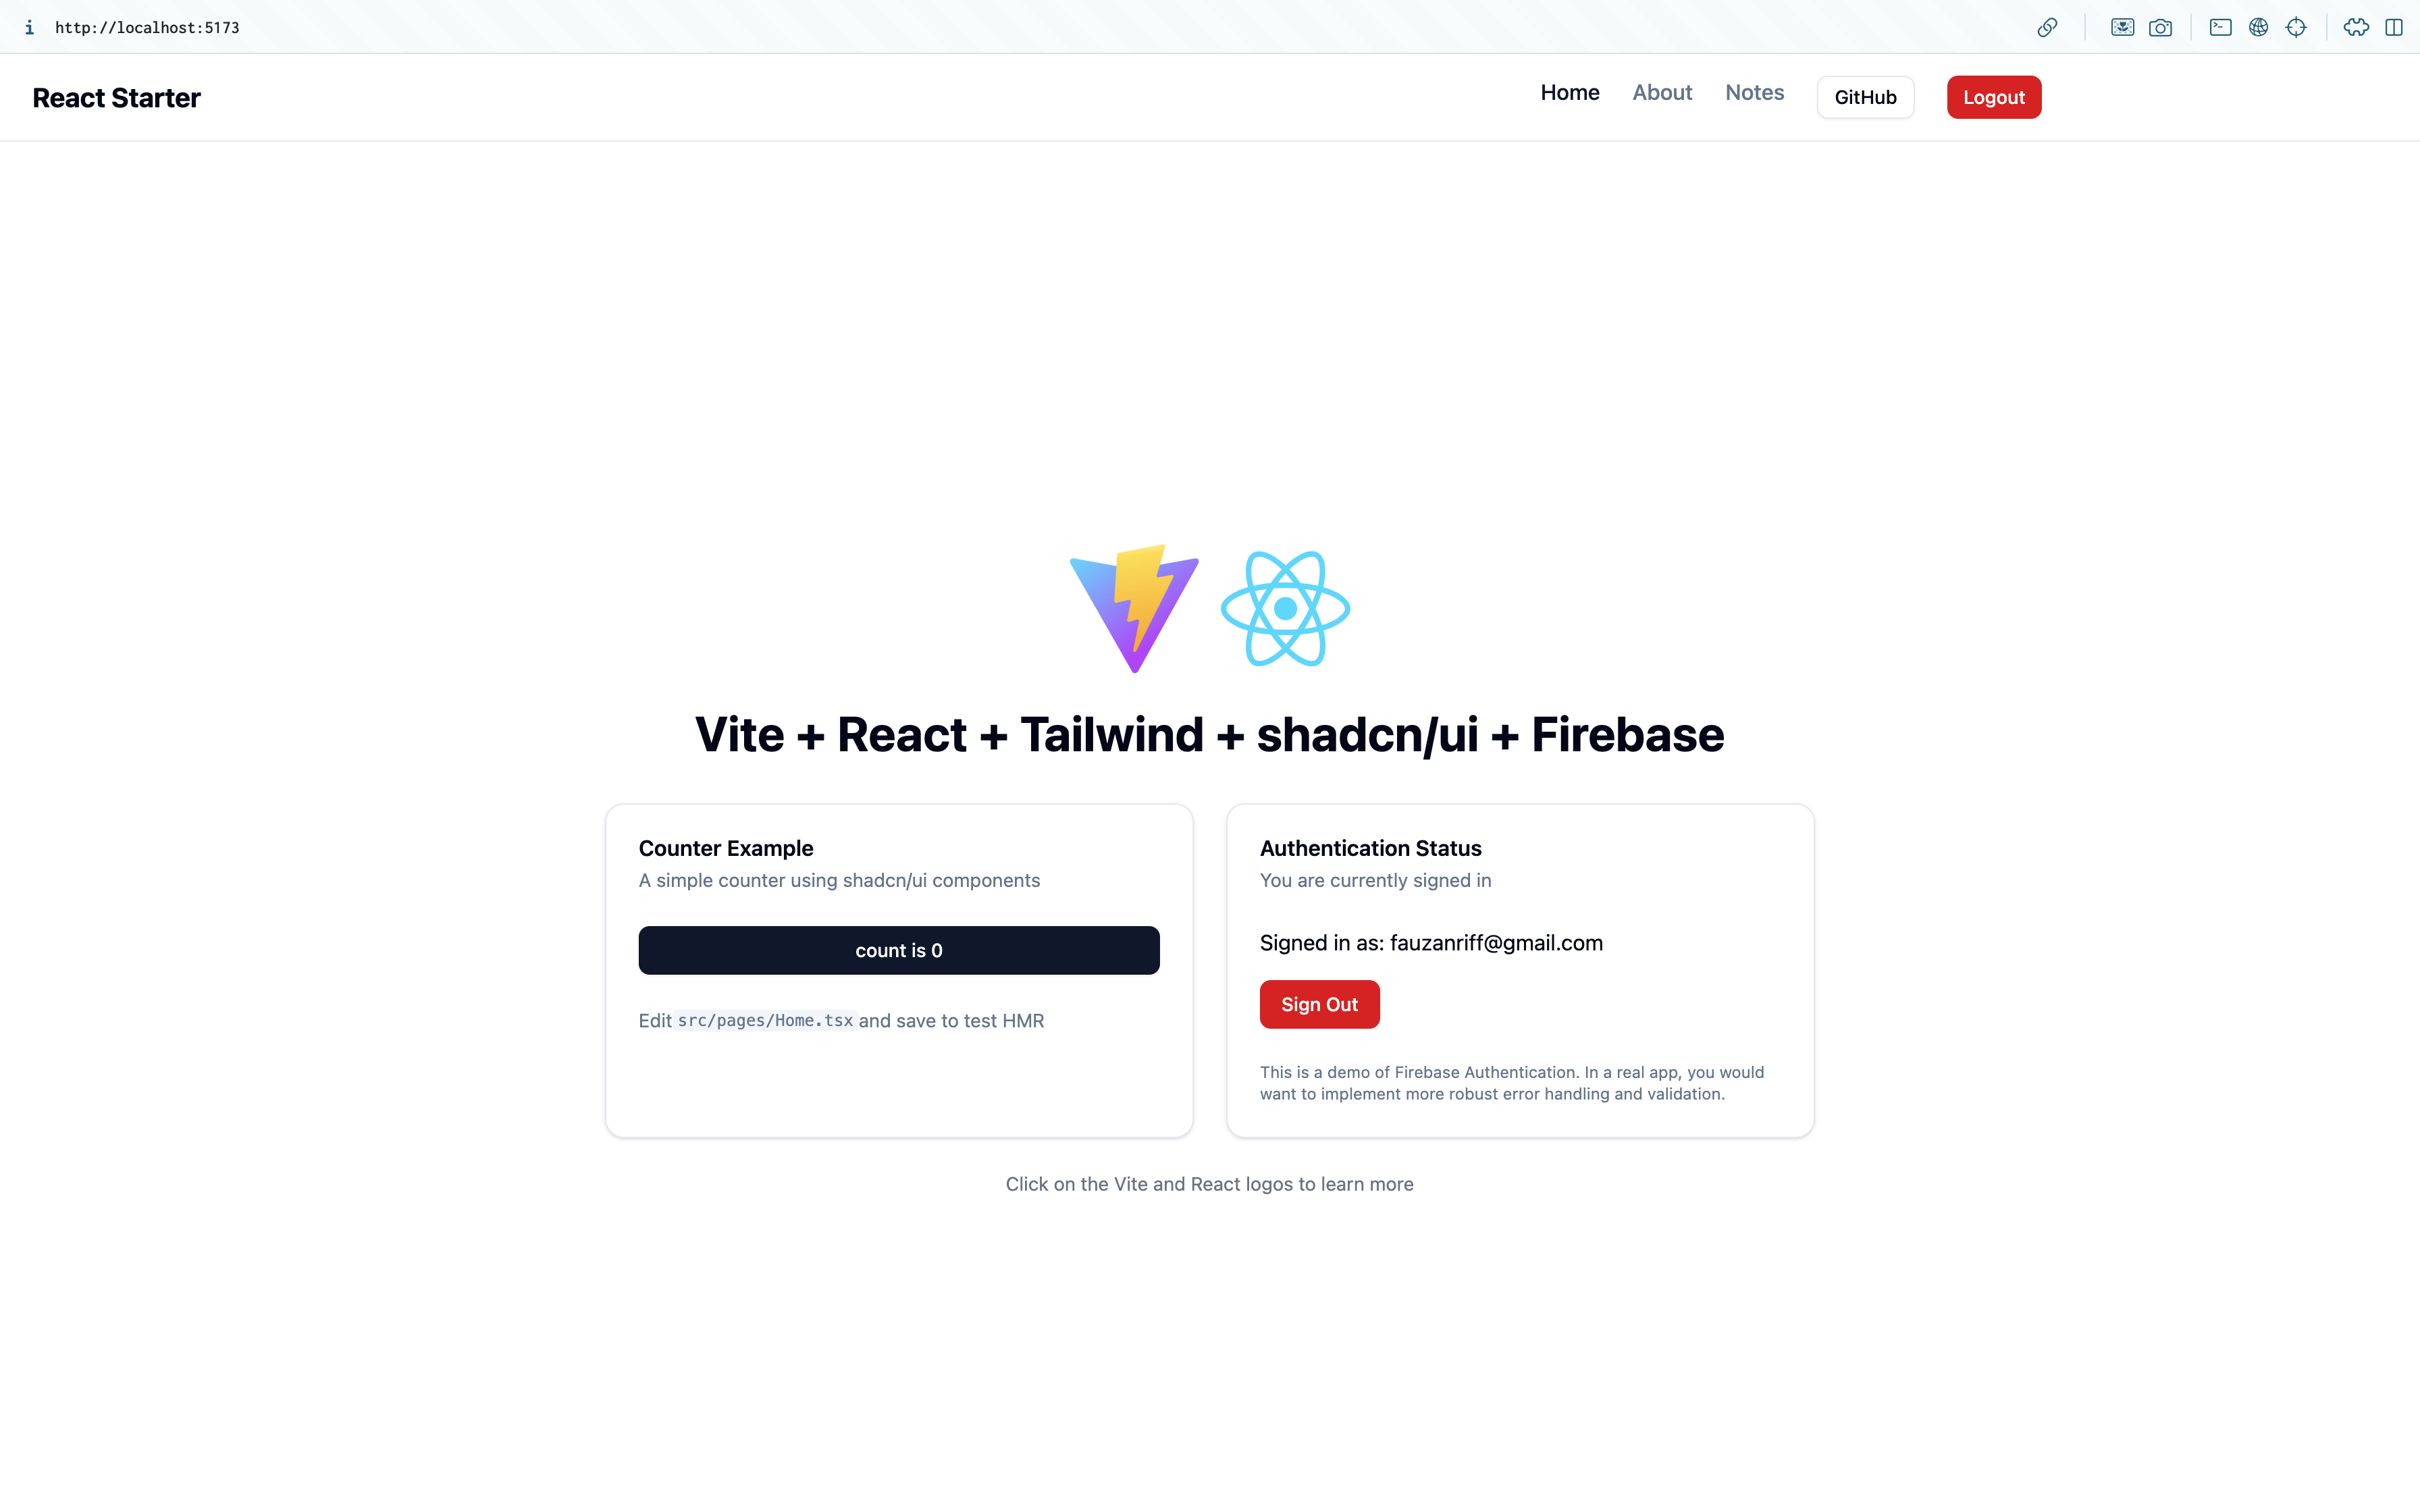 http://localhost:5173
React Starter
Home About Notes GitHub Logout
Vite + React + Tailwind + shadcn/ui + Firebase
Counter Example
A simple counter using shadcn/ui components
count is 0
Edit src/pages/Home.tsx and save to test HMR
Authentication Status
You are currently signed in
Signed in as: fauzanriff@gmail.com
Sign Out
This is a demo of Firebase Authentication. In a real app, you would
want to implement more robust error handling and validation.
Click on the Vite and React logos to learn more